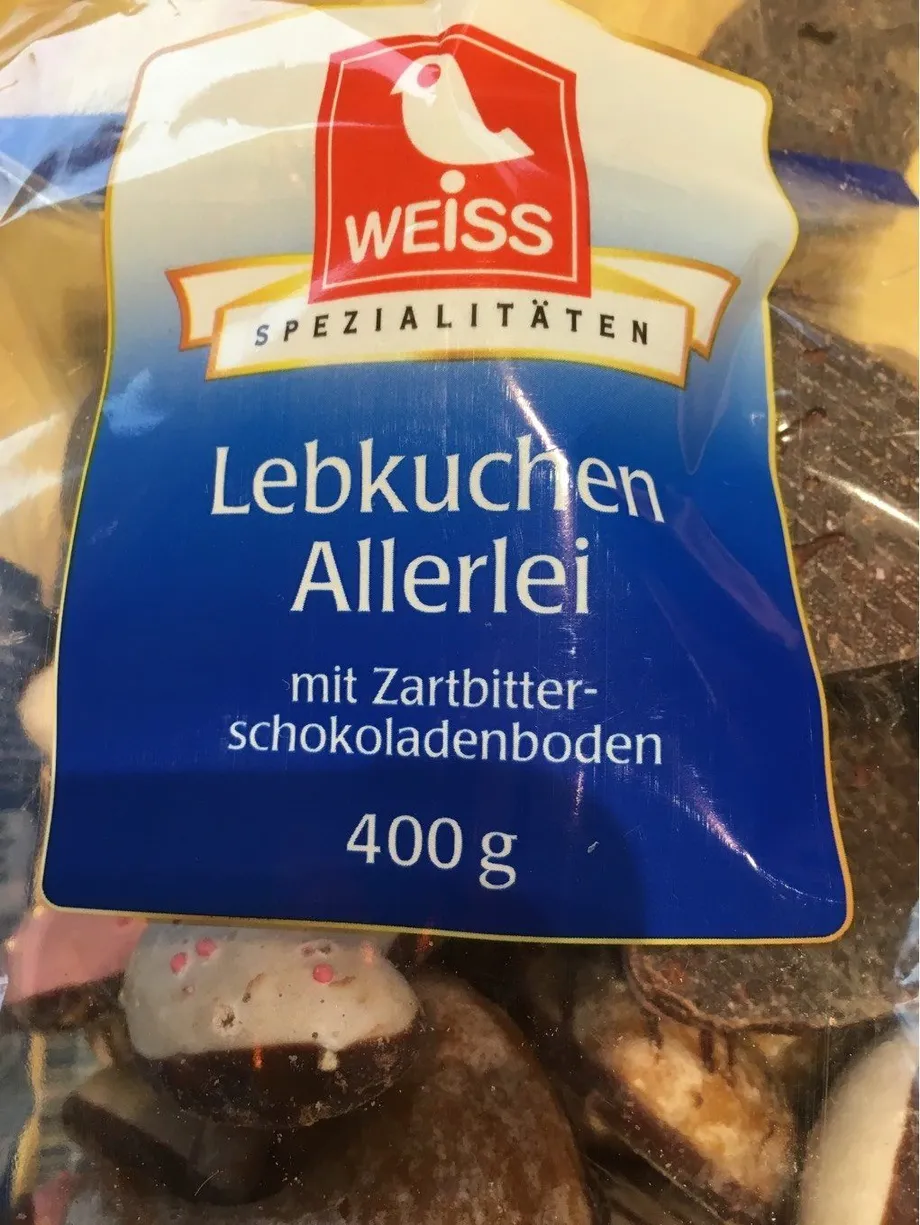 WEiSS
SPEZIALITÄTEN
Lebkuchen
Allerlei
mit Zartbitter-
schokoladenboden
400 g